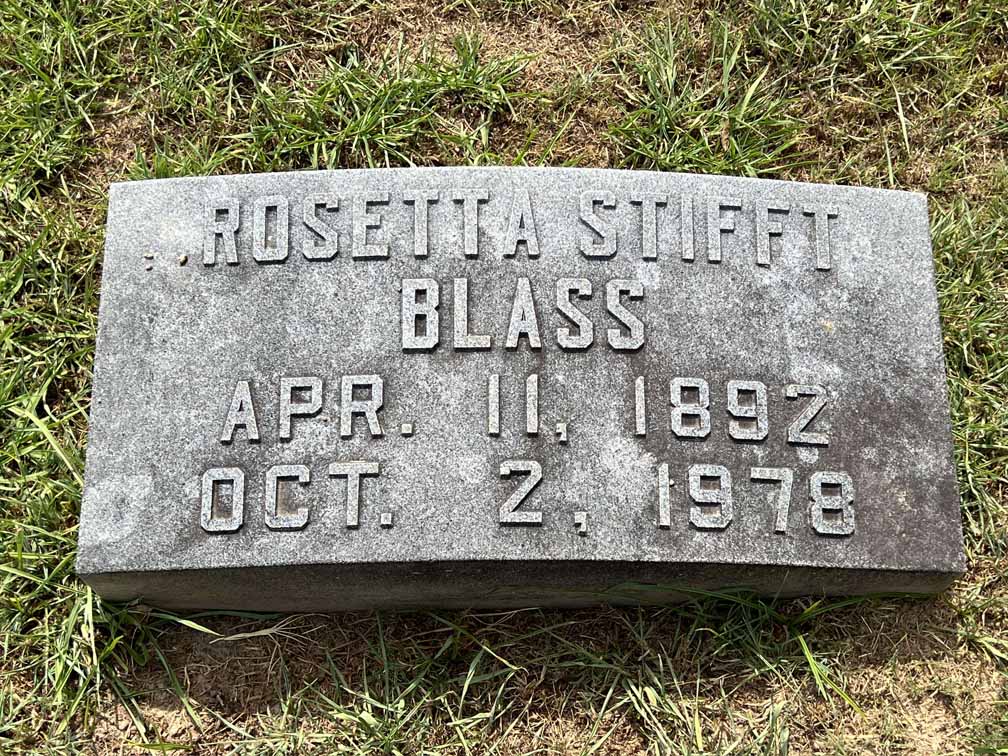 ROSETTA STIFFT
BLASS
APR. 11, 1892
OCT. 2, 1978